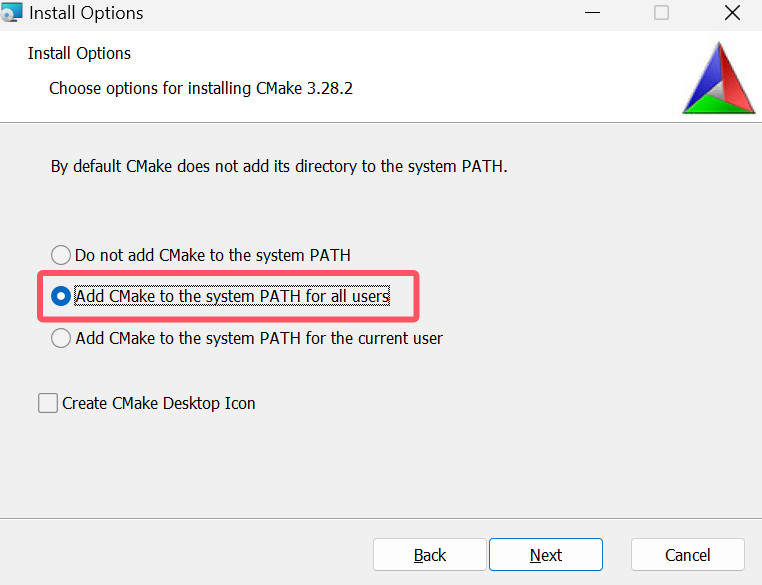 Install Options
Install Options
Choose options for installing CMake 3.28.2
By default CMake does not add its directory to the system PATH.
Do not add CMake to the system PATH
Add CMake to the system PATH for all users
Add CMake to the system PATH for the current user
Create CMake Desktop Icon
Back
Next
Cancel